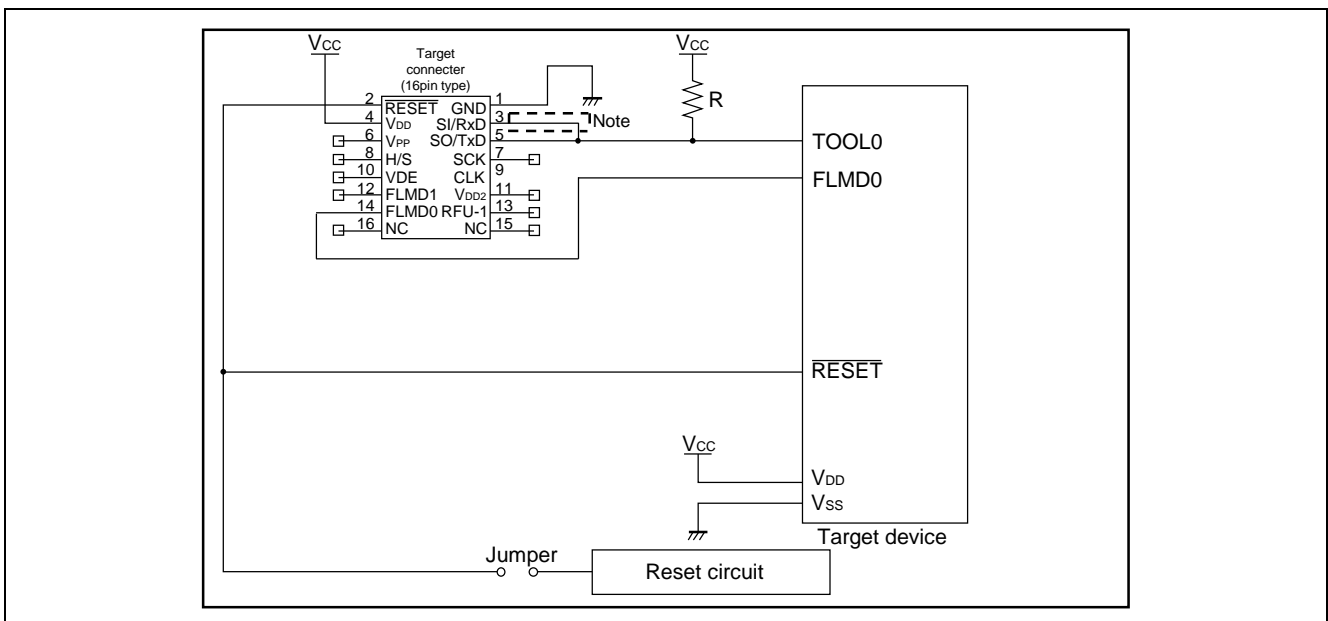 VCC
Target
connecter
(16pin type)
VCC
R
2 RESET GND 1
4 VDD SI/RxD 3 Note
6 VPP SO/TxD 5
8 H/S SCK 7
10 VDE CLK 9
12 FLMD1 VDD2 11
14 FLMD0 RFU-1 13
16 NC NC 15
TOOL0
FLMD0
RESET
VCC
VDD
VSS
Target device
Jumper
Reset circuit